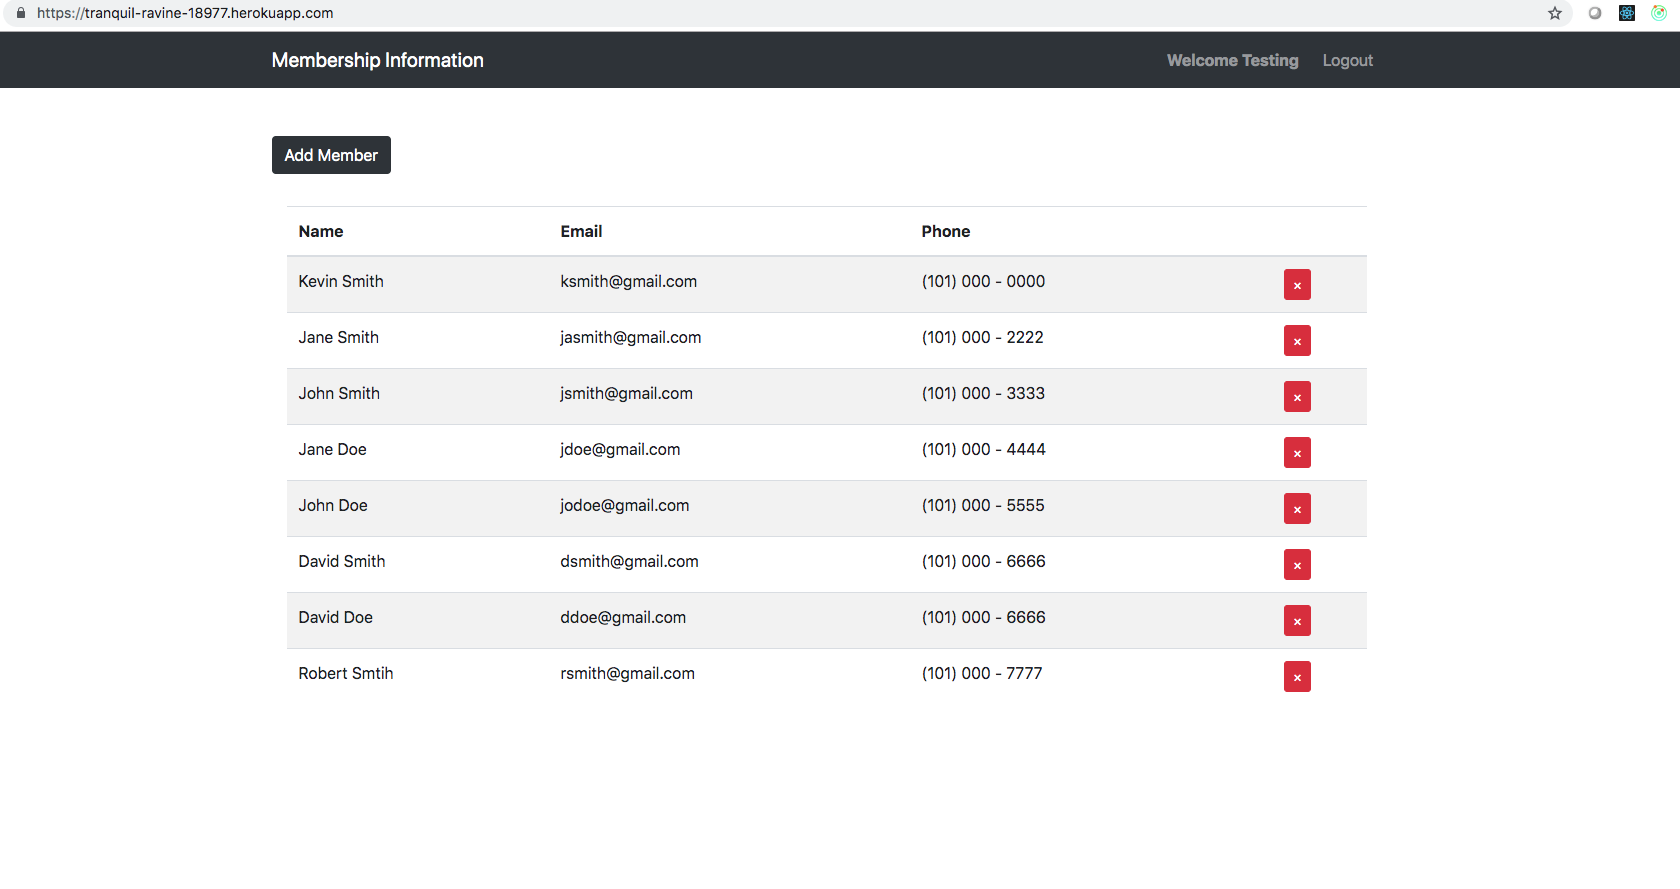 https://tranquil-ravine-18977.herokuapp.com
Membership Information Welcome Testing Logout
Add Member
Name Email Phone
Kevin Smith ksmith@gmail.com (101) 000 - 0000 ×
Jane Smith jasmith@gmail.com (101) 000 - 2222 ×
John Smith jsmith@gmail.com (101) 000 - 3333 ×
Jane Doe jdoe@gmail.com (101) 000 - 4444 ×
John Doe jodoe@gmail.com (101) 000 - 5555 ×
David Smith dsmith@gmail.com (101) 000 - 6666 ×
David Doe ddoe@gmail.com (101) 000 - 6666 ×
Robert Smtih rsmith@gmail.com (101) 000 - 7777 ×